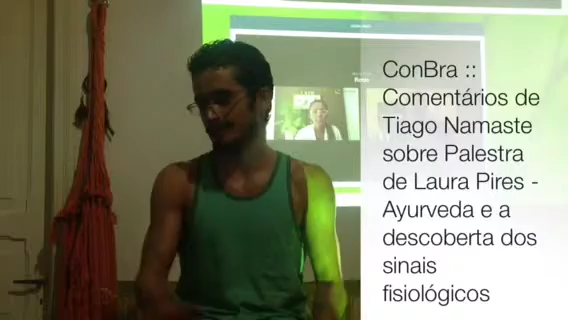 ConBra ::
Comentários de
Tiago Namaste
sobre Palestra
de Laura Pires -
Ayurveda e a
descoberta dos
sinais
fisiológicos